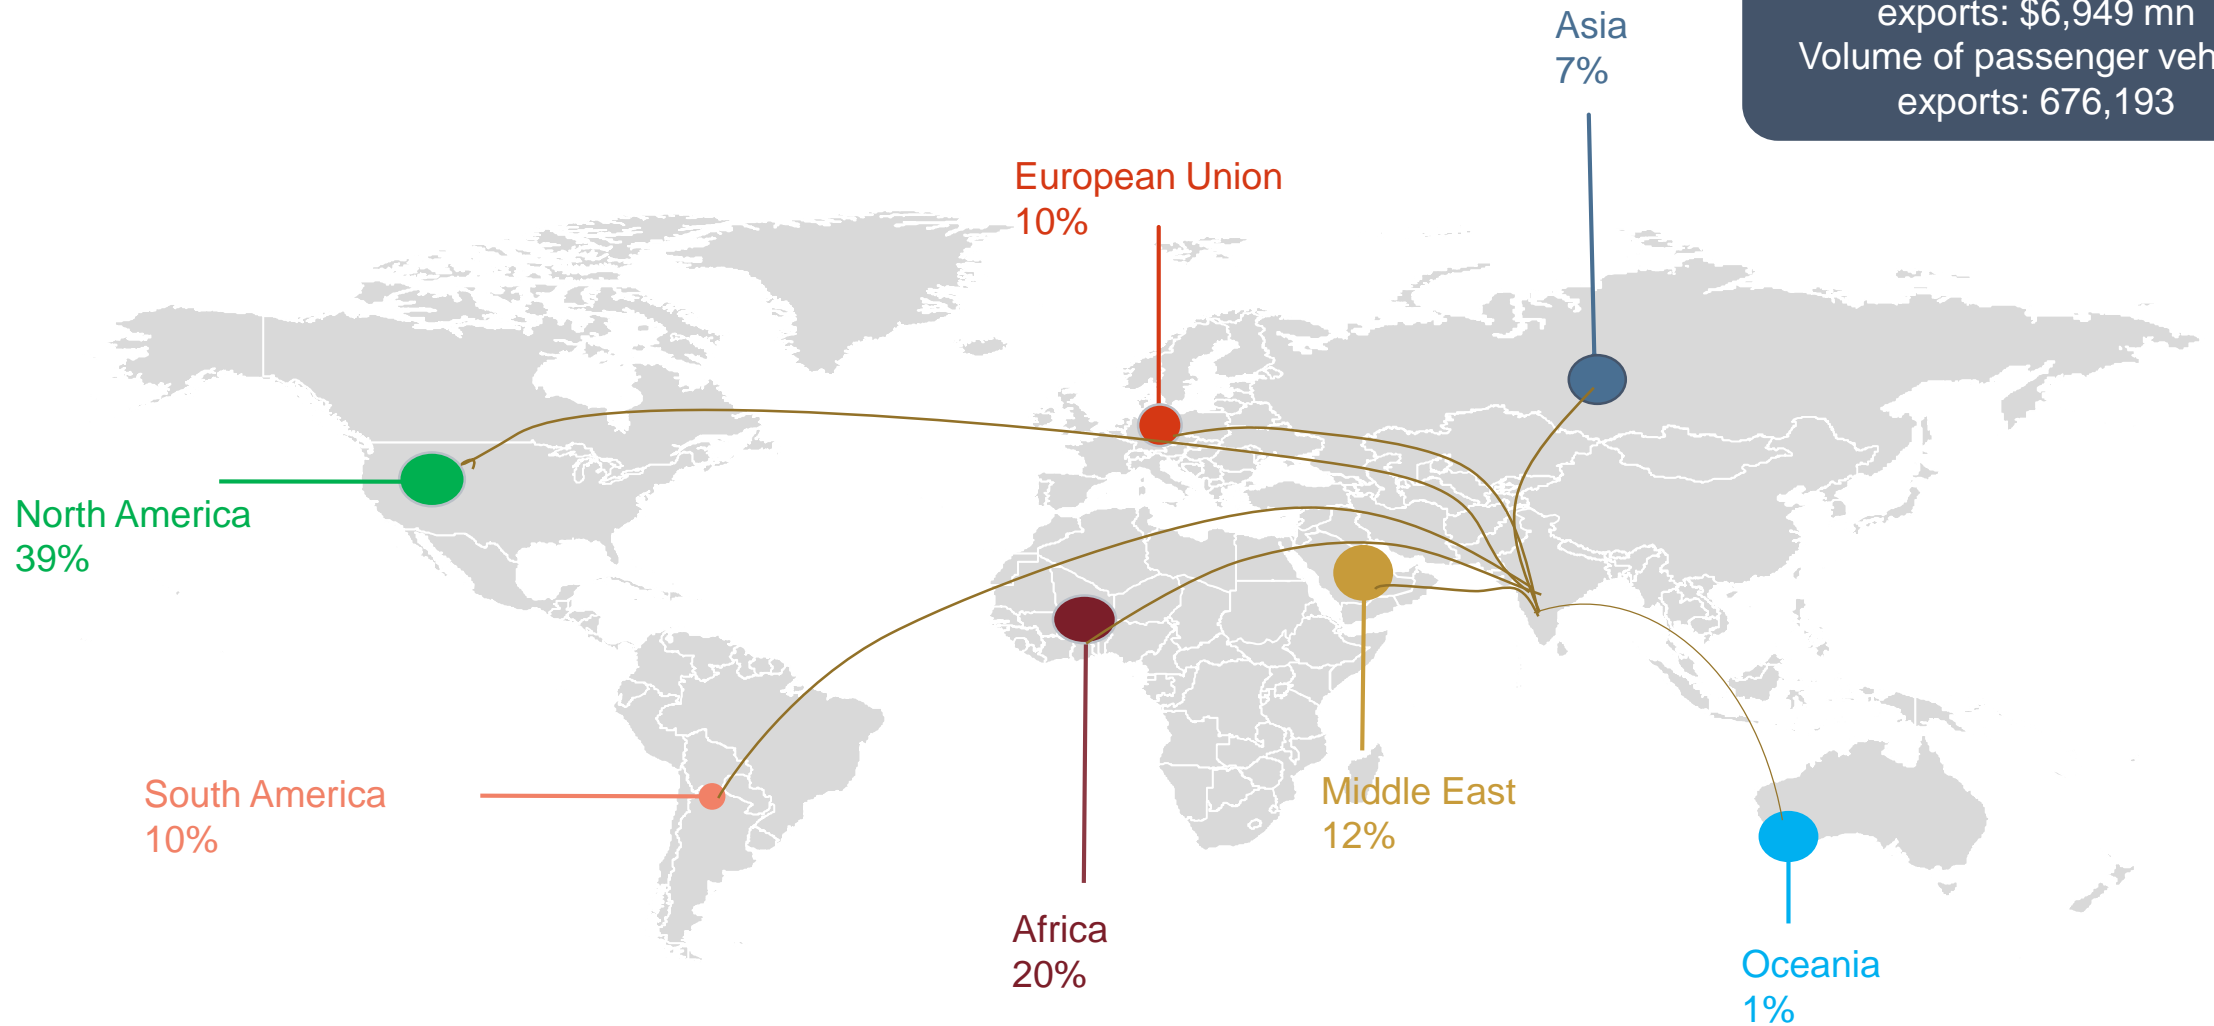 exports: $6,949 mn
Volume of passenger
exports: 676,193
Asia
7%
European Union
10%
North America
39%
South America
10%
Middle East
12%
Africa
20%
Oceania
1%